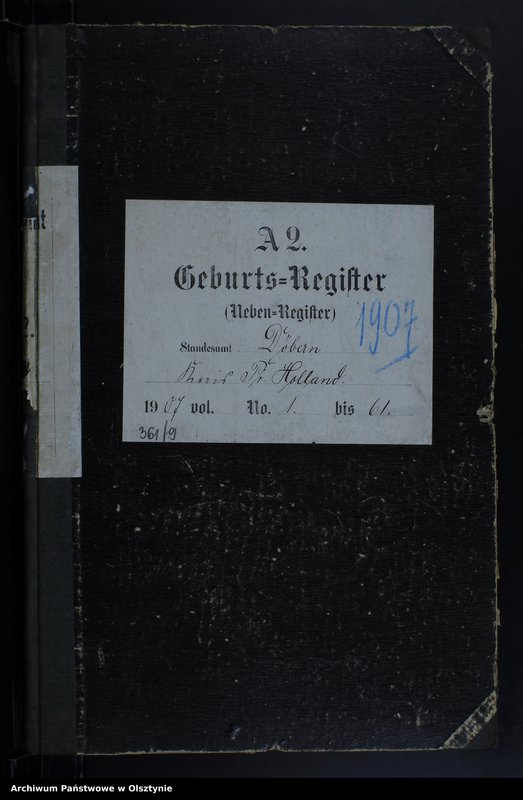 A 2.
Geburts=Register
(Neben=Register)
1907
Standesamt Döbern
Kreis Pr. Holland.
1907 vol. No. 1. bis 61.
361/9
Archiwum Państwowe w Olsztynie